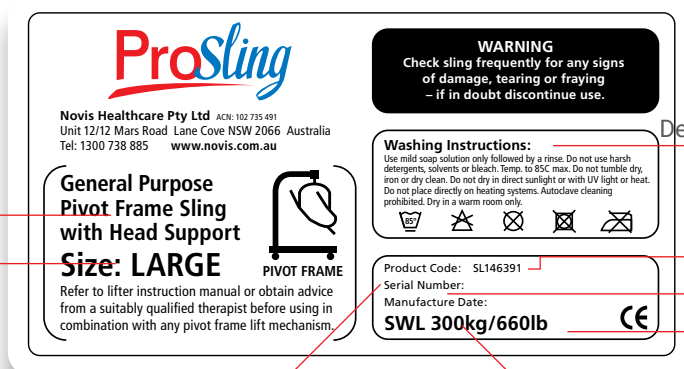 ProSling
Novis Healthcare Pty Ltd ACN: 102 735 491
Unit 12/12 Mars Road Lane Cove NSW 2066 Australia
Tel: 1300 738 885 www.novis.com.au
General Purpose
Pivot Frame Sling
with Head Support
Size: LARGE
PIVOT FRAME
Refer to lifter instruction manual or obtain advice
from a suitably qualified therapist before using in
combination with any pivot frame lift mechanism.
WARNING
Check sling frequently for any signs
of damage, tearing or fraying
– if in doubt discontinue use.
De
Washing Instructions:
Use mild soap solution only followed by a rinse. Do not use harsh
detergents, solvents or bleach. Temp. to 85C max. Do not tumble dry,
iron or dry clean. Do not dry in direct sunlight or with UV light or heat.
Do not place directly on heating systems. Autoclave cleaning
prohibited. Dry in a warm room only.
85°
Product Code: SL146391
Serial Number:
Manufacture Date:
SWL 300kg/660lb
CE